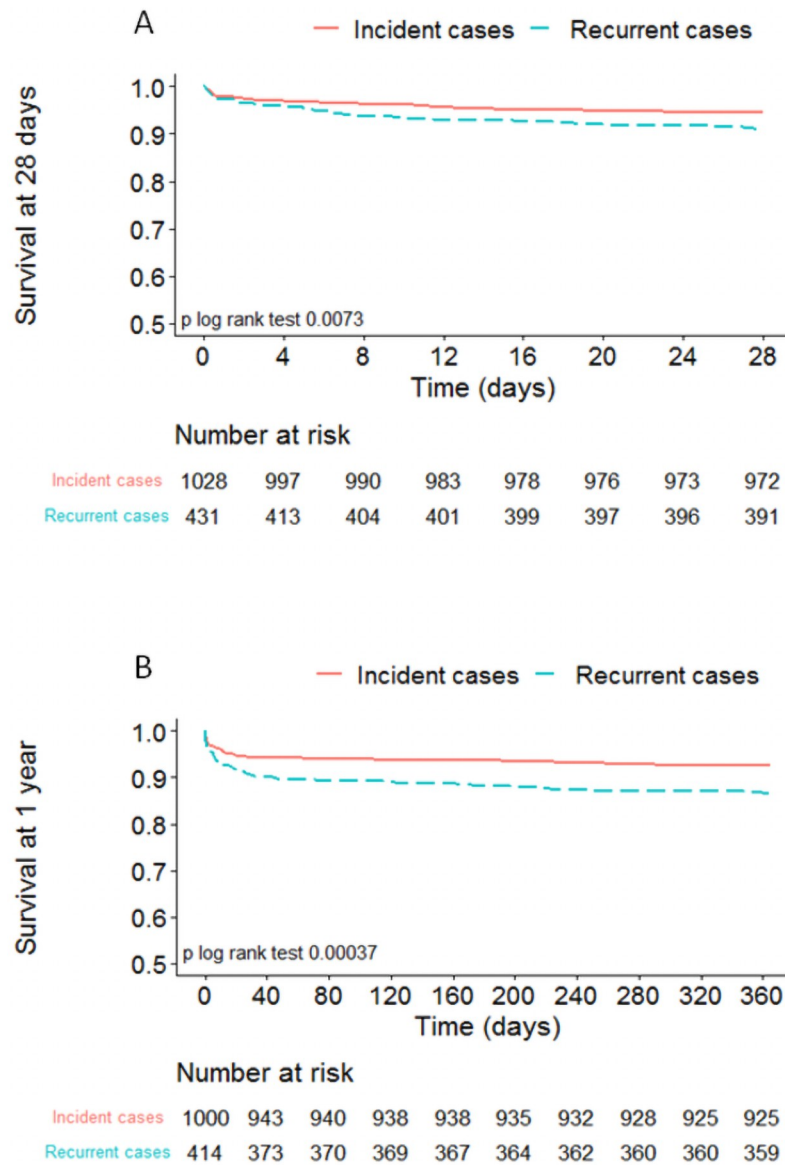 A
Incident cases Recurrent cases
Survival at 28 days
1.0
0.9
0.8
0.7
0.6
0.5
p log rank test 0.0073
0 4 8 12 16 20 24 28
Time (days)
Number at risk
Incident cases 1028 997 990 983 978 976 973 972
Recurrent cases 431 413 404 401 399 397 396 391
B
Incident cases Recurrent cases
Survival at 1 year
1.0
0.9
0.8
0.7
0.6
0.5
p log rank test 0.00037
0 40 80 120 160 200 240 280 320 360
Time (days)
Number at risk
Incident cases 1000 943 940 938 938 935 932 928 925 925
Recurrent cases 414 373 370 369 367 364 362 360 360 359